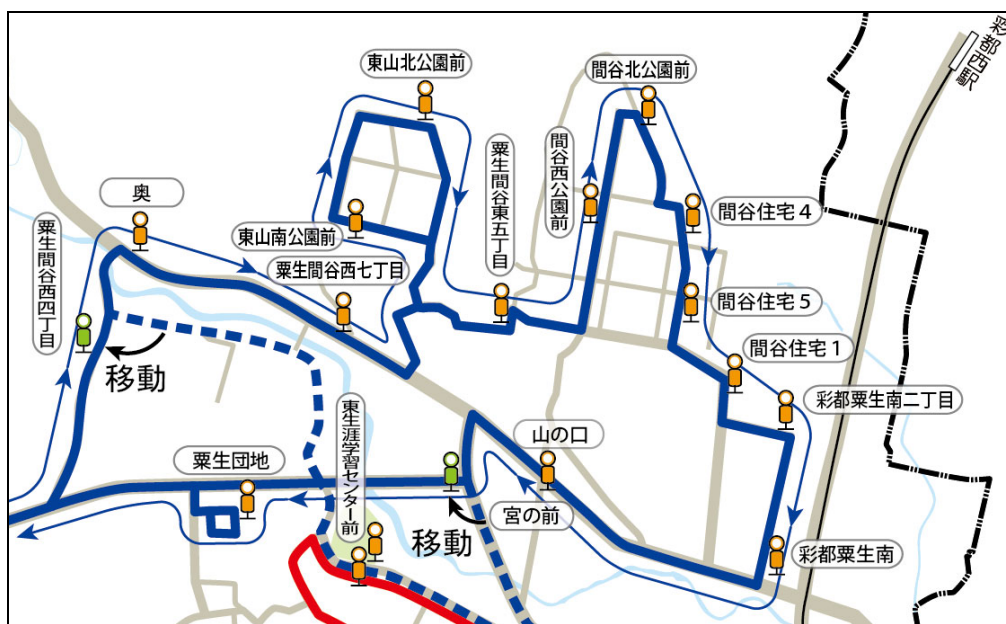 彩都西駅
東山北公園前
間谷北公園前
奥
粟生間谷東五丁目
間谷西公園前
間谷住宅4
粟生間谷西四丁目
東山南公園前
粟生間谷西七丁目
間谷住宅5
移動
間谷住宅1
彩都粟生南二丁目
東生涯学習センター前
山の口
粟生団地
宮の前
移動
彩都粟生南